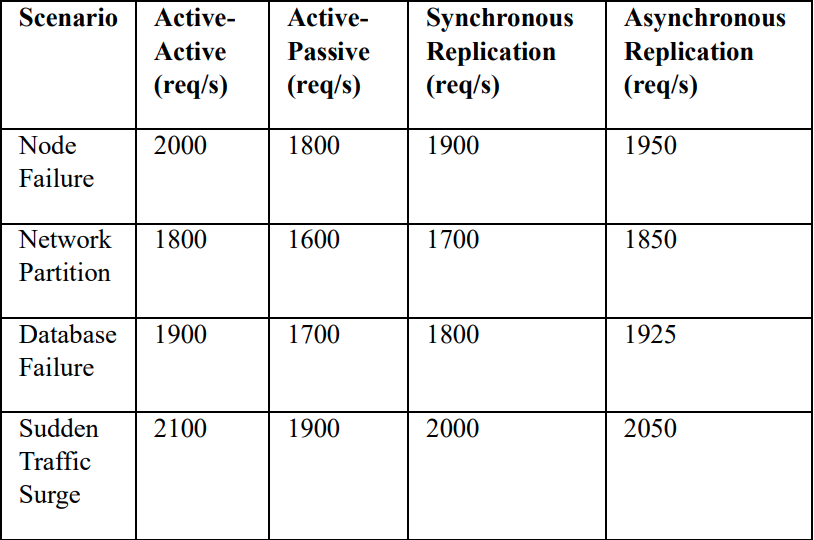 Scenario
Active-
Active
(req/s)
Active-
Passive
(req/s)
Synchronous
Replication
(req/s)
Asynchronous
Replication
(req/s)
Node
Failure
2000
1800
1900
1950
Network
Partition
1800
1600
1700
1850
Database
Failure
1900
1700
1800
1925
Sudden
Traffic
Surge
2100
1900
2000
2050